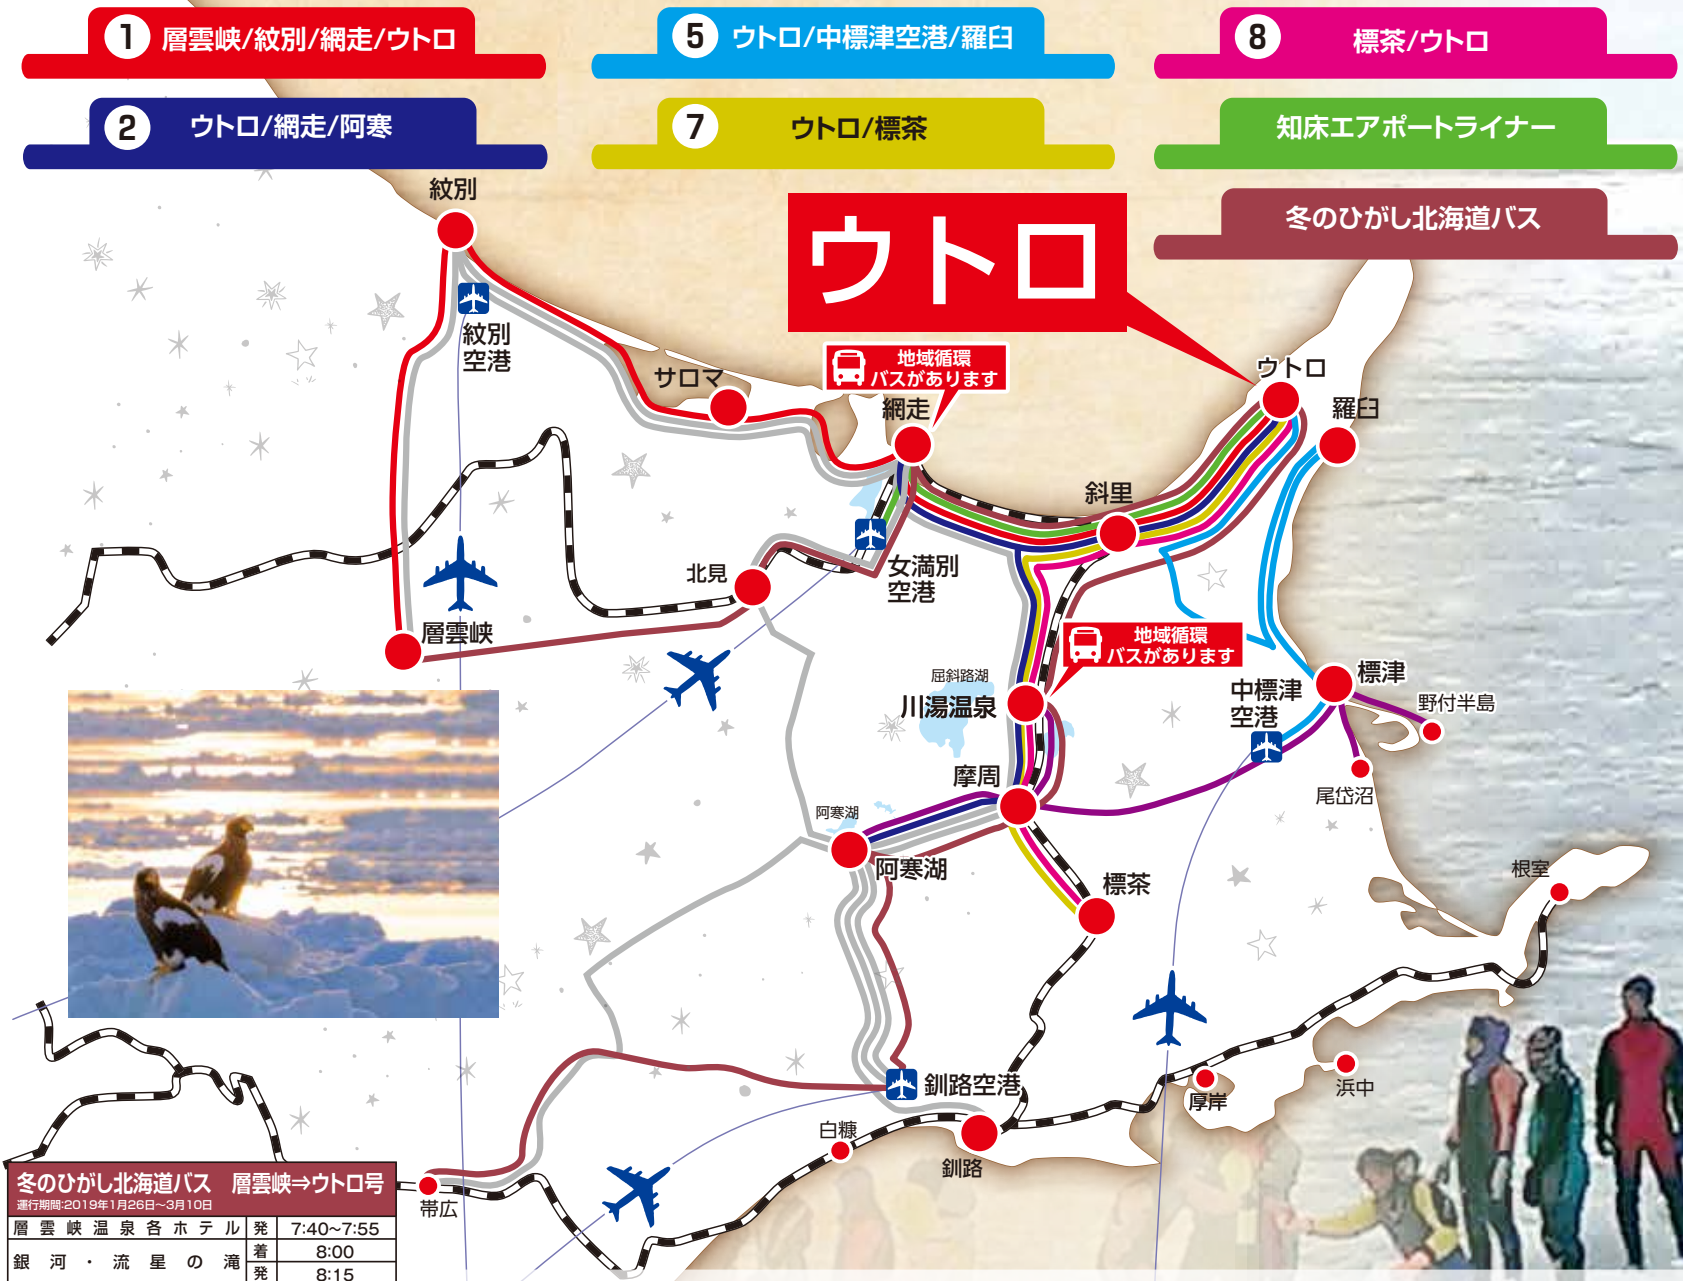 1 層雲峡/紋別/網走/ウトロ
5 ウトロ/中標津空港/羅臼
8 標茶/ウトロ
2 ウトロ/網走/阿寒
7 ウトロ/標茶
知床エアポートライナー
冬のひがし北海道バス
紋別
ウトロ
紋別
空港
サロマ
地域循環
バスがあります
網走
ウトロ
羅臼
斜里
北見
女満別
空港
層雲峡
地域循環
バスがあります
屈斜路湖
川湯温泉
中標津
空港
標津
野付半島
摩周
尾岱沼
阿寒湖
阿寒湖
標茶
根室
釧路空港
厚岸
浜中
白糠
釧路
帯広
冬のひがし北海道バス 層雲峡⇒ウトロ号
運行期間:2019年1月26日~3月10日
層雲峡温泉各ホテル 発 7:40~7:55
銀河・流星の滝 着 8:00
発 8:15